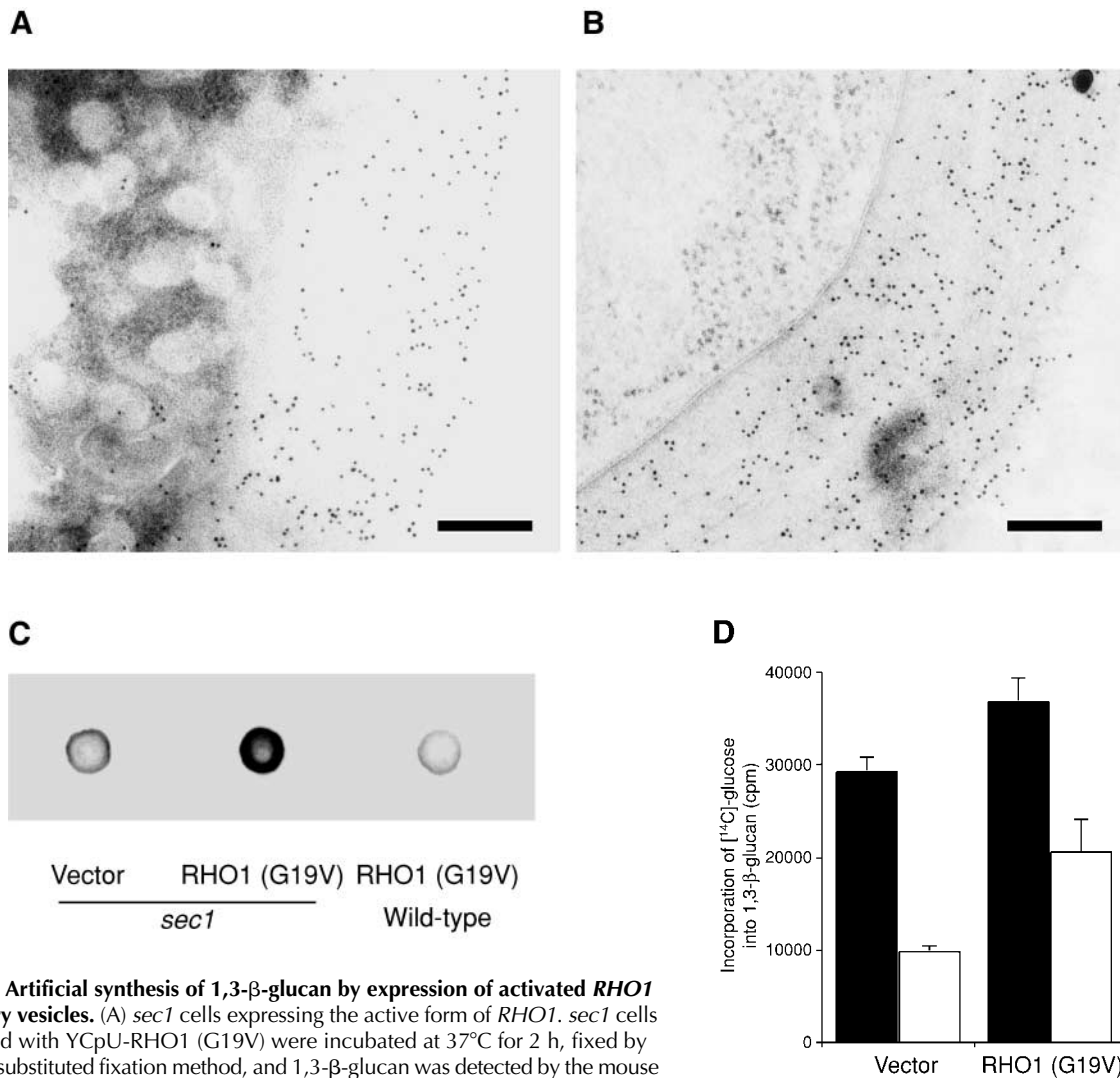 A
B
C
Vector RHO1 (G19V) RHO1 (G19V)
sec1 Wild-type
D
40000
30000
20000
10000
0
Incorporation of [¹⁴C]-glucose
into 1,3-β-glucan (cpm)
Vector RHO1 (G19V)
Artificial synthesis of 1,3-β-glucan by expression of activated RHO1
vesicles. (A) sec1 cells expressing the active form of RHO1. sec1 cells
with YCpU-RHO1 (G19V) were incubated at 37°C for 2 h, fixed by
substituted fixation method, and 1,3-β-glucan was detected by the mouse